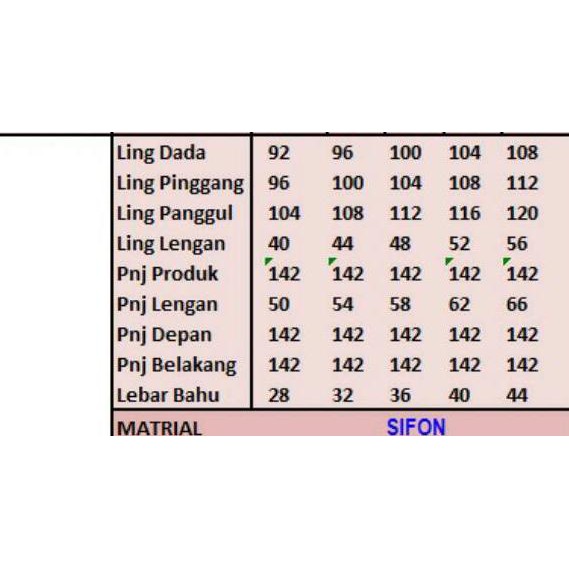 Ling Dada 92 96 100 104 108
Ling Pinggang 96 100 104 108 112
Ling Panggul 104 108 112 116 120
Ling Lengan 40 44 48 52 56
Pnj Produk 142 142 142 142 142
Pnj Lengan 50 54 58 62 66
Pnj Depan 142 142 142 142 142
Pnj Belakang 142 142 142 142 142
Lebar Bahu 28 32 36 40 44
MATRIAL SIFON